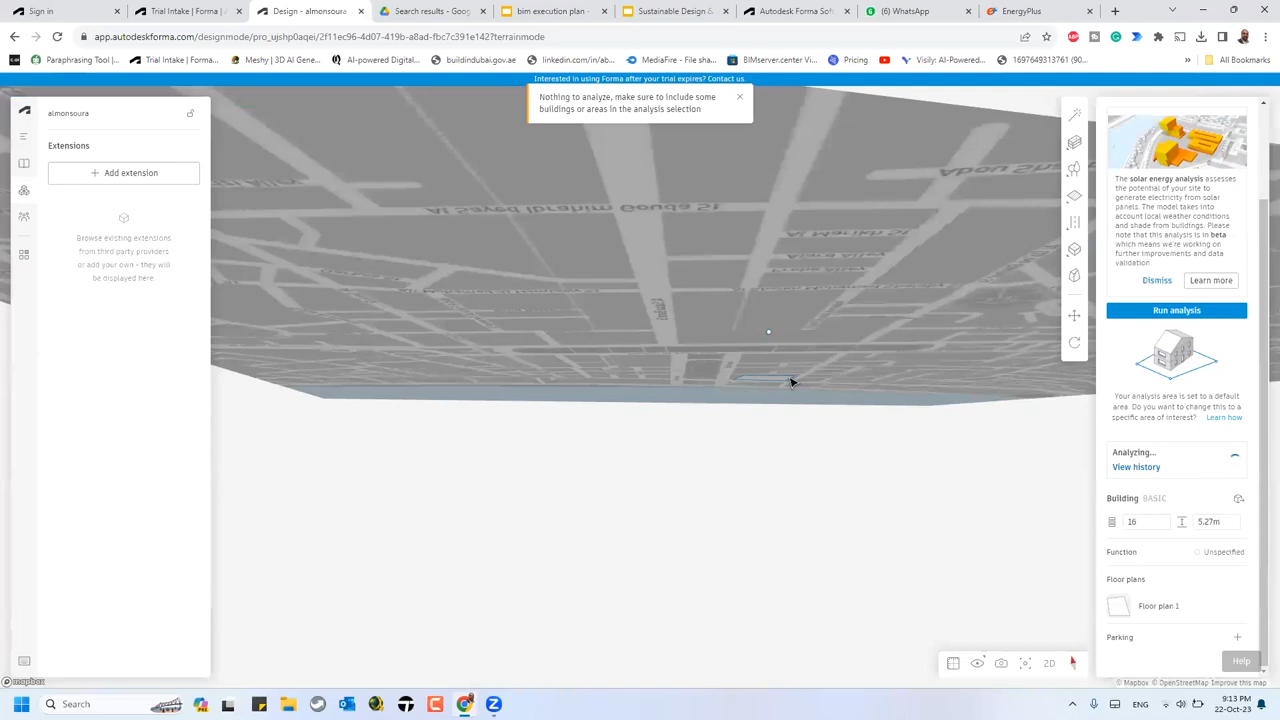 Sign in
Trial Intake | Forma | A
Design - almonsoura
Search results - Goog
bim execution plan -
Sustainable Design &
Autodesk Forma Soft
(6) WhatsApp
EnergyPlus
app.autodeskforma.com/designmode/pro_ujshp0aqei/2f11ec96-4d07-419b-a8ad-fbc7c391e142?terrainmode
Paraphrasing Tool |...
Trial Intake | Forma...
Meshy | 3D AI Gene...
AI-powered Digital...
buildindubai.gov.ae
linkedin.com/in/ab...
MediaFire - File sha...
BIMserver.center Vi...
Pricing
Visily: AI-Powered...
1697649313761 (90...
»
All Bookmarks
Interested in using Forma after your trial expires? Contact us.
Nothing to analyze, make sure to include some
buildings or areas in the analysis selection
almonsoura
Extensions
+ Add extension
Browse existing extensions
from third party providers
or add your own - they will
be displayed here.
Al Sayed Ibrahim Gouda St
The solar energy analysis assesses
the potential of your site to
generate electricity from solar
panels. The model takes into
account local weather conditions
and shade from buildings. Please
note that this analysis is in beta
which means we're working on
further improvements and data
validation.
Dismiss
Learn more
Run analysis
Your analysis area is set to a default
area. Do you want to change this to a
specific area of interest? Learn how
Analyzing...
View history
Building BASIC
16
5.27m
Function
Unspecified
Floor plans
Floor plan 1
Parking
Help
2D
mapbox
© Mapbox © OpenStreetMap Improve this map
Search
ENG
9:13 PM
22-Oct-23